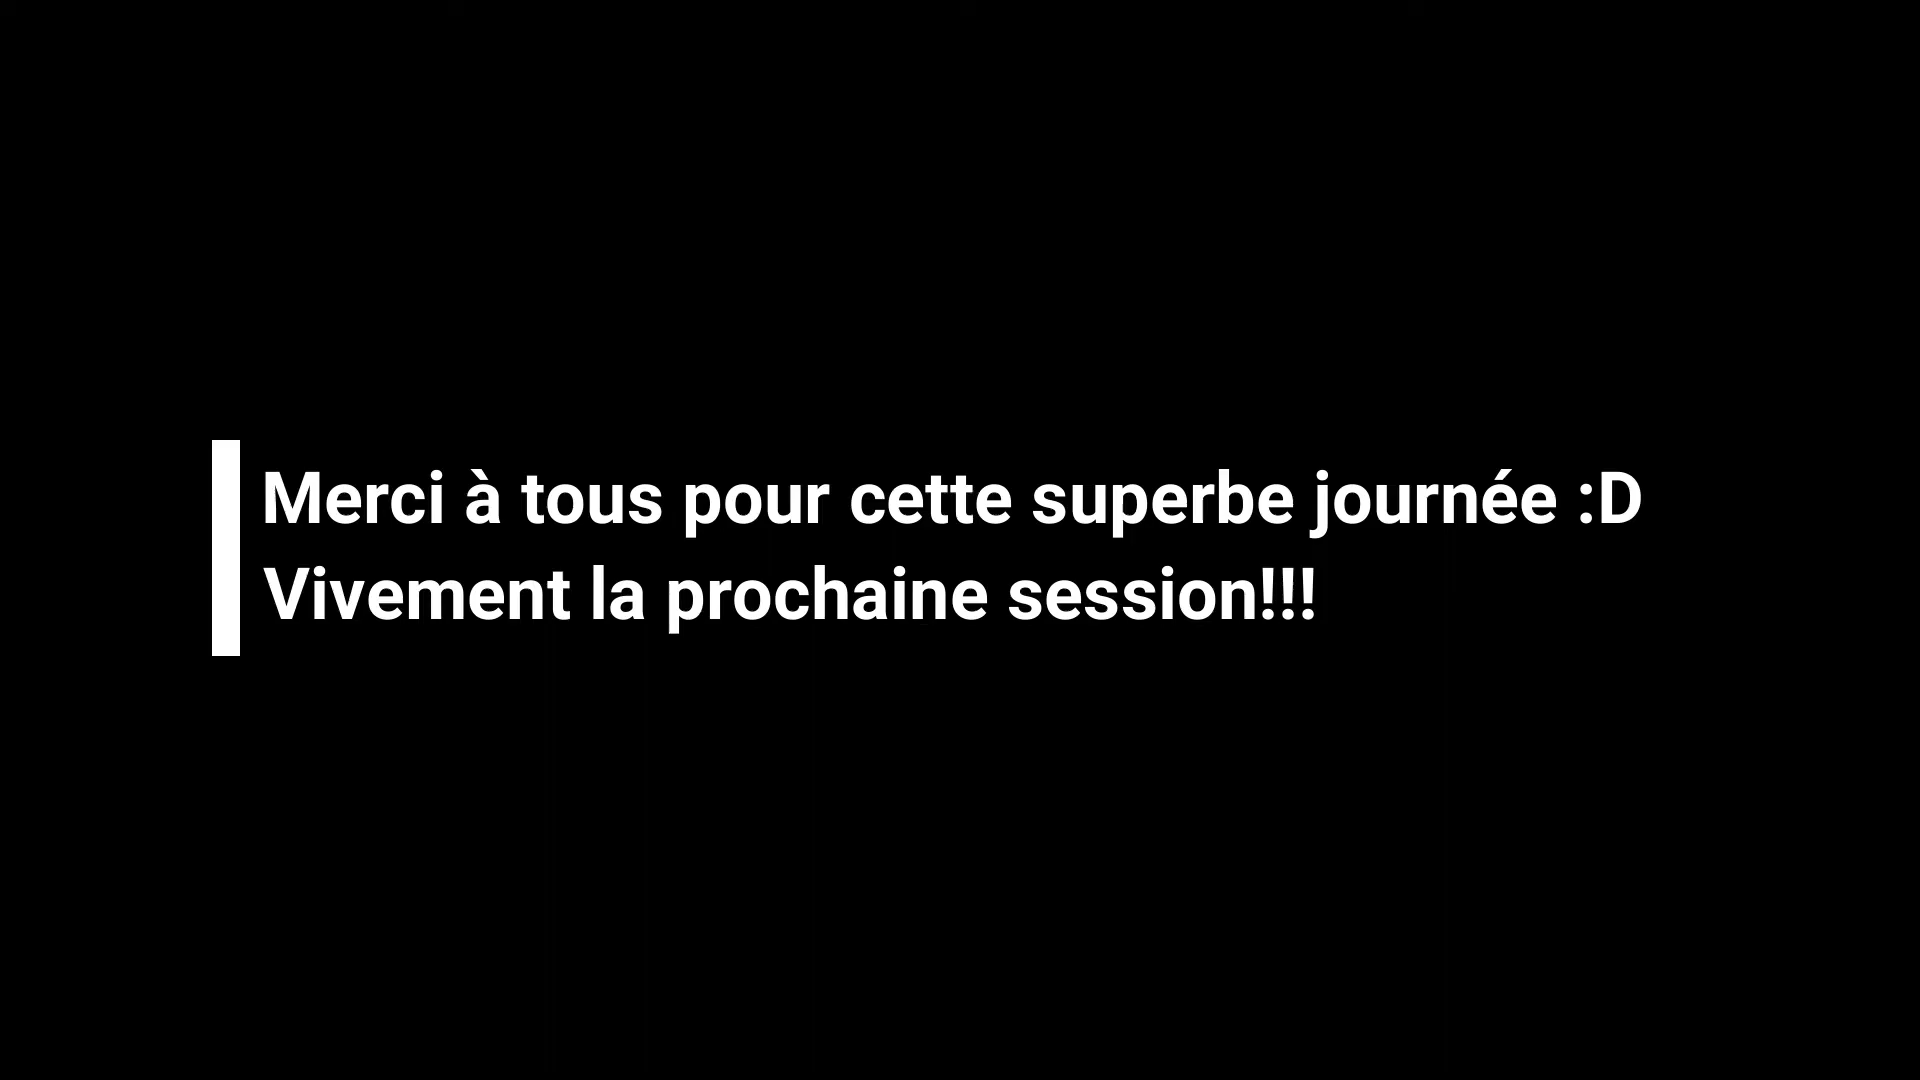 Merci à tous pour cette superbe journée :D
Vivement la prochaine session!!!